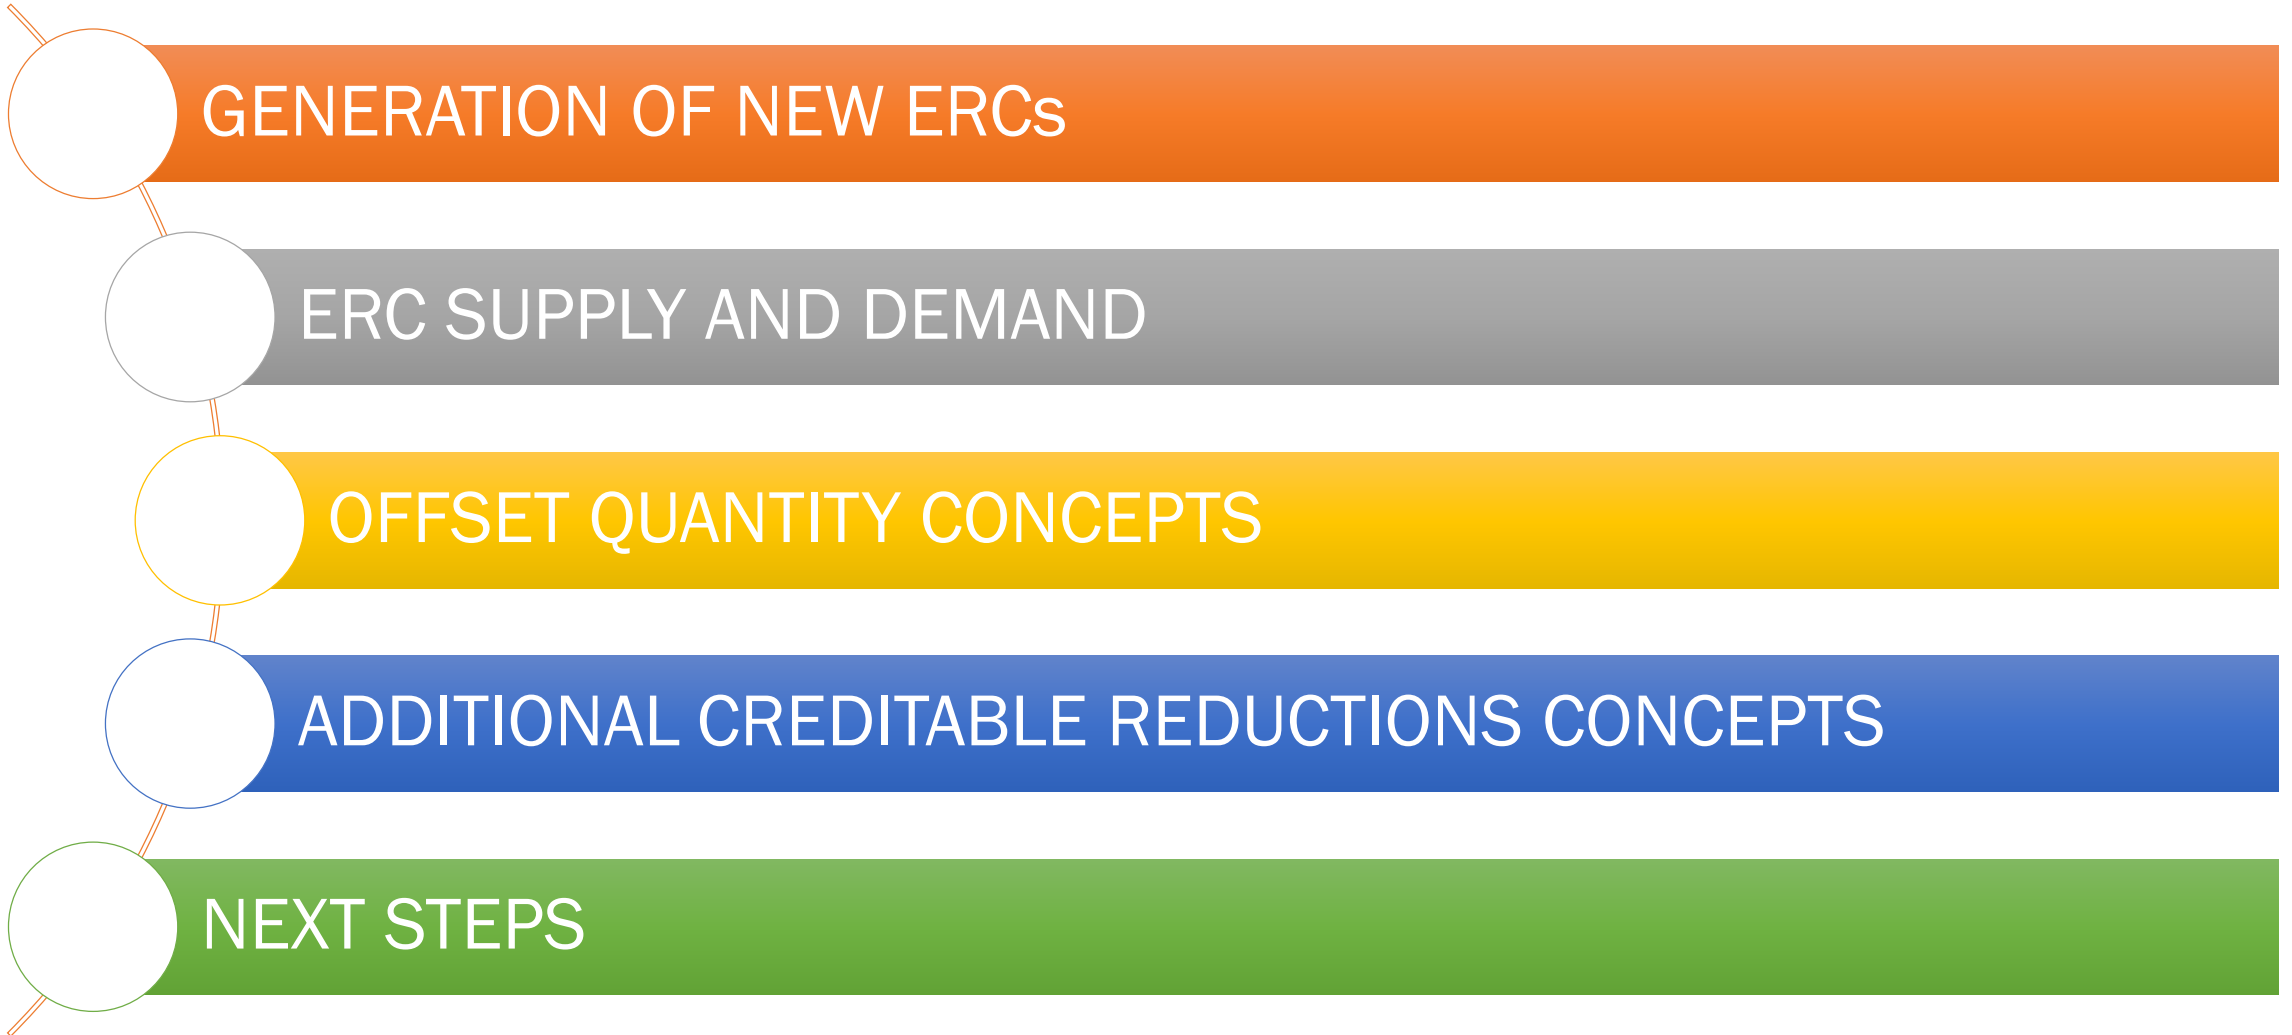 GENERATION OF NEW ERCs
ERC SUPPLY AND DEMAND
OFFSET QUANTITY CONCEPTS
ADDITIONAL CREDITABLE REDUCTIONS CONCEPTS
NEXT STEPS